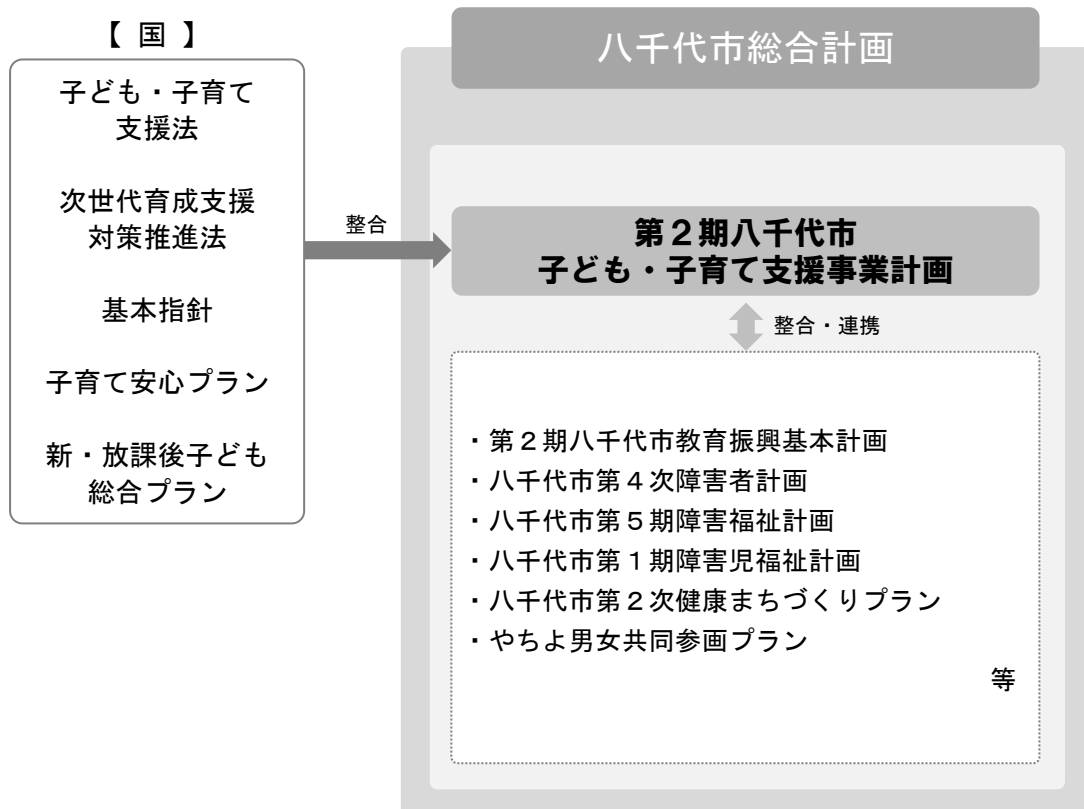 【 国 】
子ども・子育て
支援法
次世代育成支援
対策推進法
基本指針
子育て安心プラン
新・放課後子ども
総合プラン
整合
八千代市総合計画
第２期八千代市
子ども・子育て支援事業計画
整合・連携
・第２期八千代市教育振興基本計画
・八千代市第４次障害者計画
・八千代市第５期障害福祉計画
・八千代市第１期障害児福祉計画
・八千代市第２次健康まちづくりプラン
・やちよ男女共同参画プラン
等